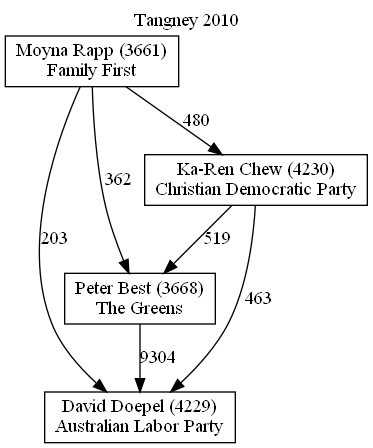 Tangney 2010
Moyna Rapp (3661)
Family First
480
Ka-Ren Chew (4230)
Christian Democratic Party
362
203
519
463
Peter Best (3668)
The Greens
9304
David Doepel (4229)
Australian Labor Party